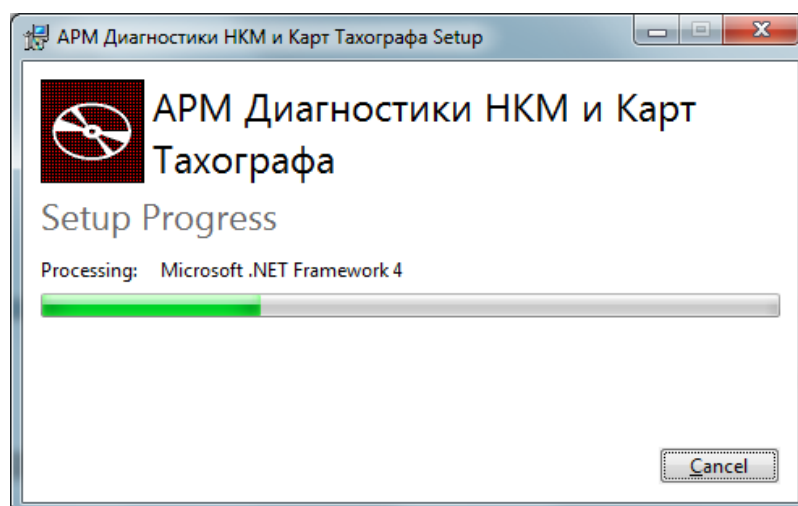 АРМ Диагностики НКМ и Карт Тахографа Setup
АРМ Диагностики НКМ и Карт
Тахографа
Setup Progress
Processing: Microsoft .NET Framework 4
Cancel